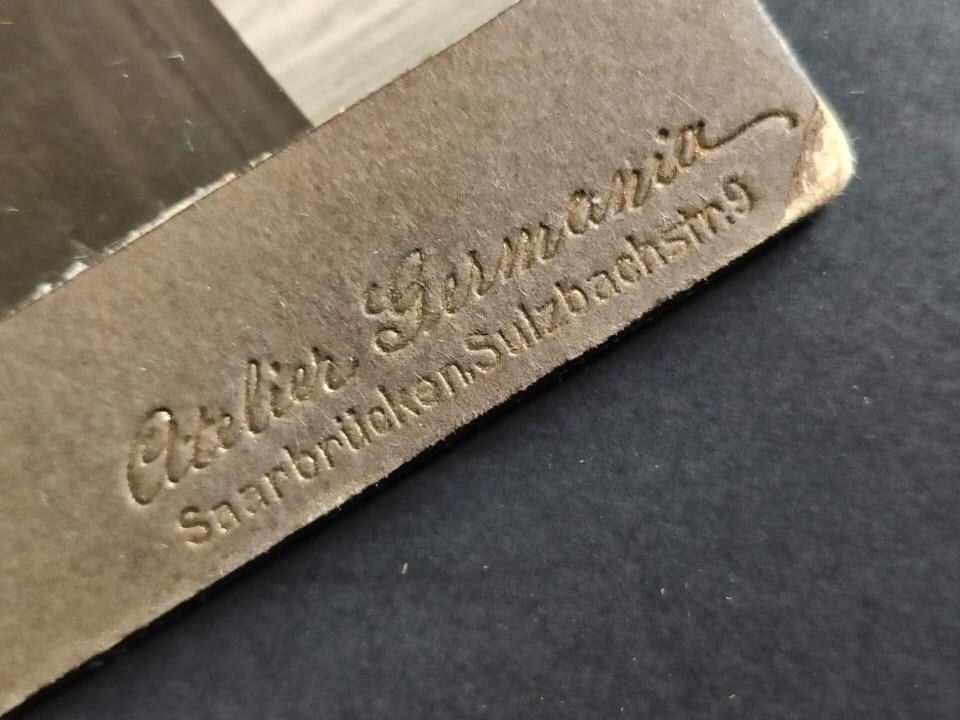 Atelier Germania
Saarbrücken, Sulzbachstr. 9